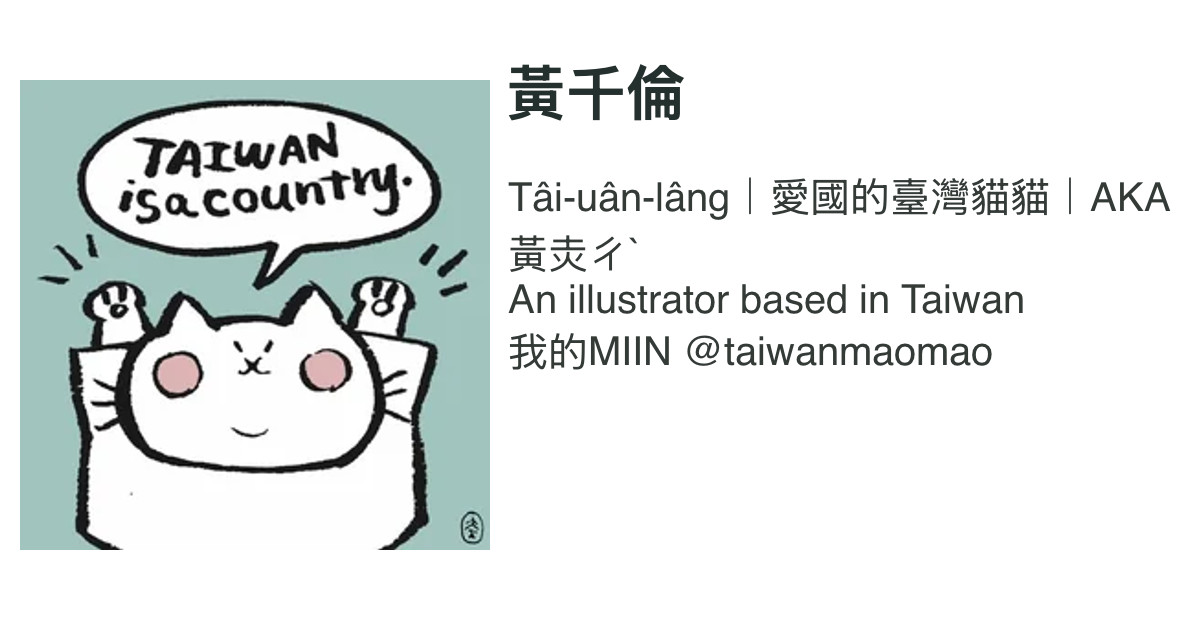 TAIWAN
is a country.
黃千倫
Tâi-uân-lâng｜愛國的臺灣貓貓｜AKA
黃夌ㄔˋ
An illustrator based in Taiwan
我的MIIN @taiwanmaomao